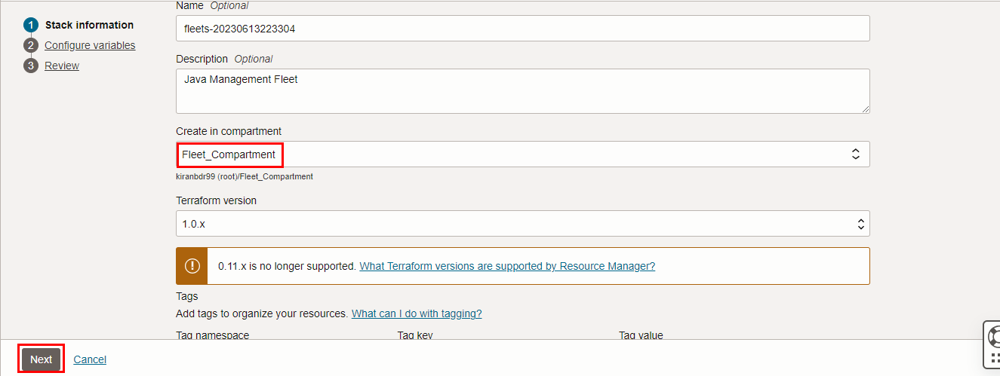 1 Stack information
2 Configure variables
3 Review
Name Optional
fleets-20230613223304
Description Optional
Java Management Fleet
Create in compartment
Fleet_Compartment
kiranbdr99 (root)/Fleet_Compartment
Terraform version
1.0.x
0.11.x is no longer supported. What Terraform versions are supported by Resource Manager?
Tags
Add tags to organize your resources. What can I do with tagging?
Tag namespace Tag key Tag value
Next Cancel